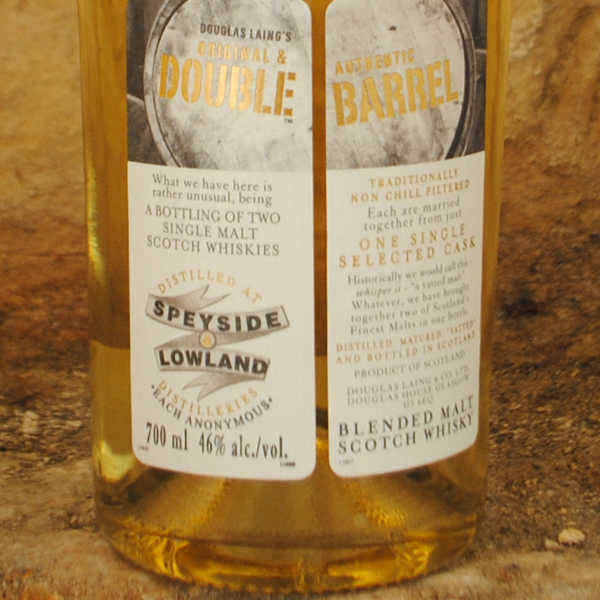 DOUGLAS LAING'S
ORIGINAL &
DOUBLE
™
What we have here is
rather unusual, being
A BOTTLING OF TWO
SINGLE MALT
SCOTCH WHISKIES
DISTILLED AT
SPEYSIDE
&
LOWLAND
DISTILLERIES
•EACH ANONYMOUS•
700 ml 46% alc./vol.
AUTHENTIC
BARREL
TRADITIONALLY
NON CHILL FILTERED
Each are married
together from just
ONE SINGLE
SELECTED CASK
Historically we would call this -
whisper it - "a vatted malt"
Whatever, we have brought
together two of Scotland's
Finest Malts in one bottle.
DISTILLED, MATURED, "VATTED"
AND BOTTLED IN SCOTLAND
PRODUCT OF SCOTLAND
DOUGLAS LAING & CO. LTD.
DOUGLAS HOUSE GLASGOW
BLENDED MALT
SCOTCH WHISKY